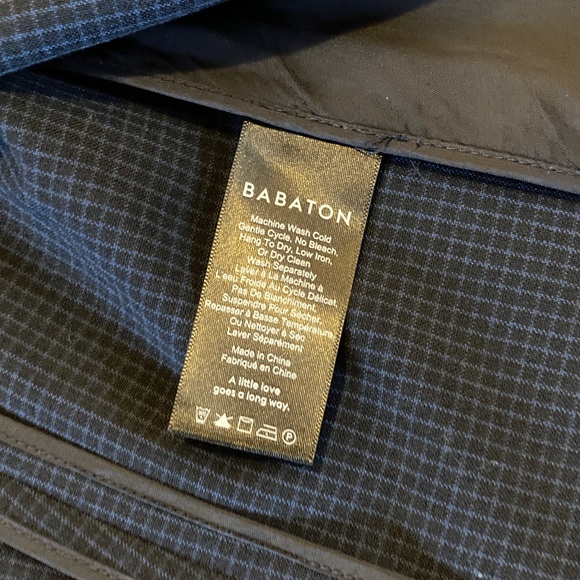 BABATON
Machine Wash Cold
Gentle Cycle, No Bleach,
Hang To Dry, Low Iron,
Or Dry Clean
Wash Separately
Laver à La Machine à
L'eau Froide Au Cycle Délicat
Pas De Blanchiment,
Suspendre Pour Sécher,
Repasser à Basse Température
Ou Nettoyer à Sec
Laver Séparément
Made in China
Fabriqué en Chine
A little love
goes a long way.